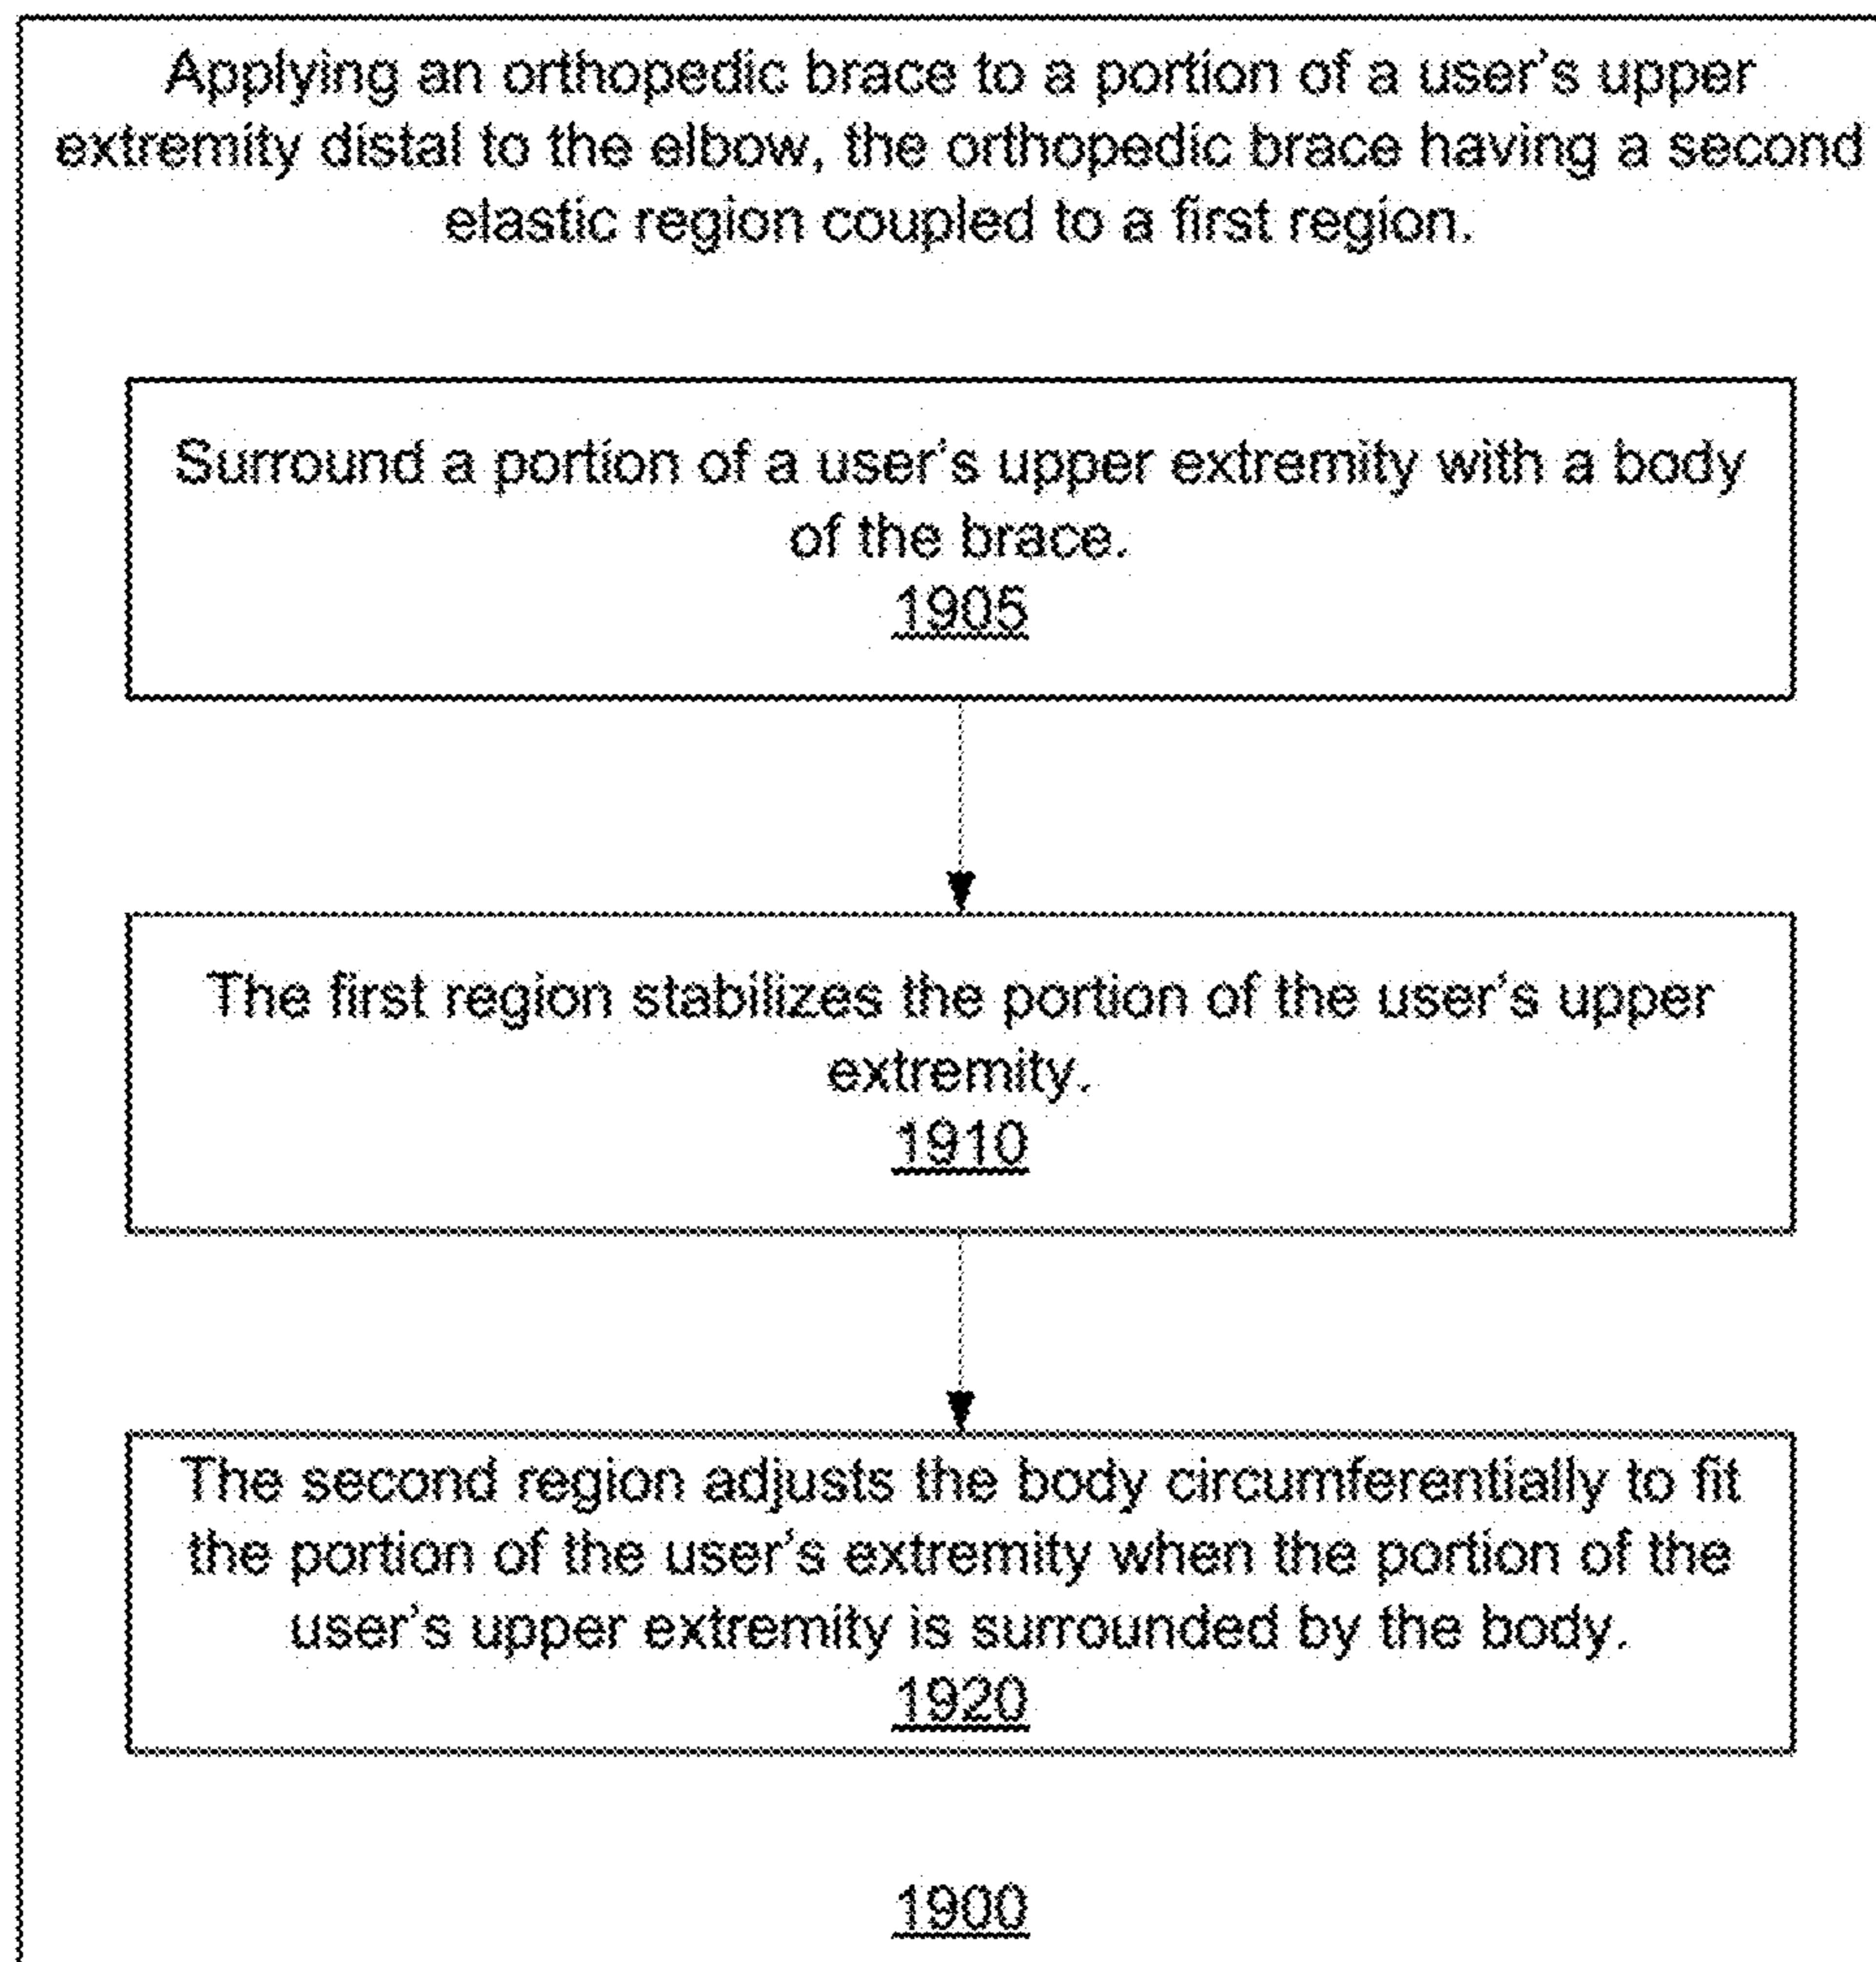 Applying an orthopedic brace to a portion of a user's upper
extremity distal to the elbow, the orthopedic brace having a second
elastic region coupled to a first region.
Surround a portion of a user's upper extremity with a body
of the brace.
1905
The first region stabilizes the portion of the user's upper
extremity.
1910
The second region adjusts the body circumferentially to fit
the portion of the user's extremity when the portion of the
user's upper extremity is surrounded by the body.
1920
1900